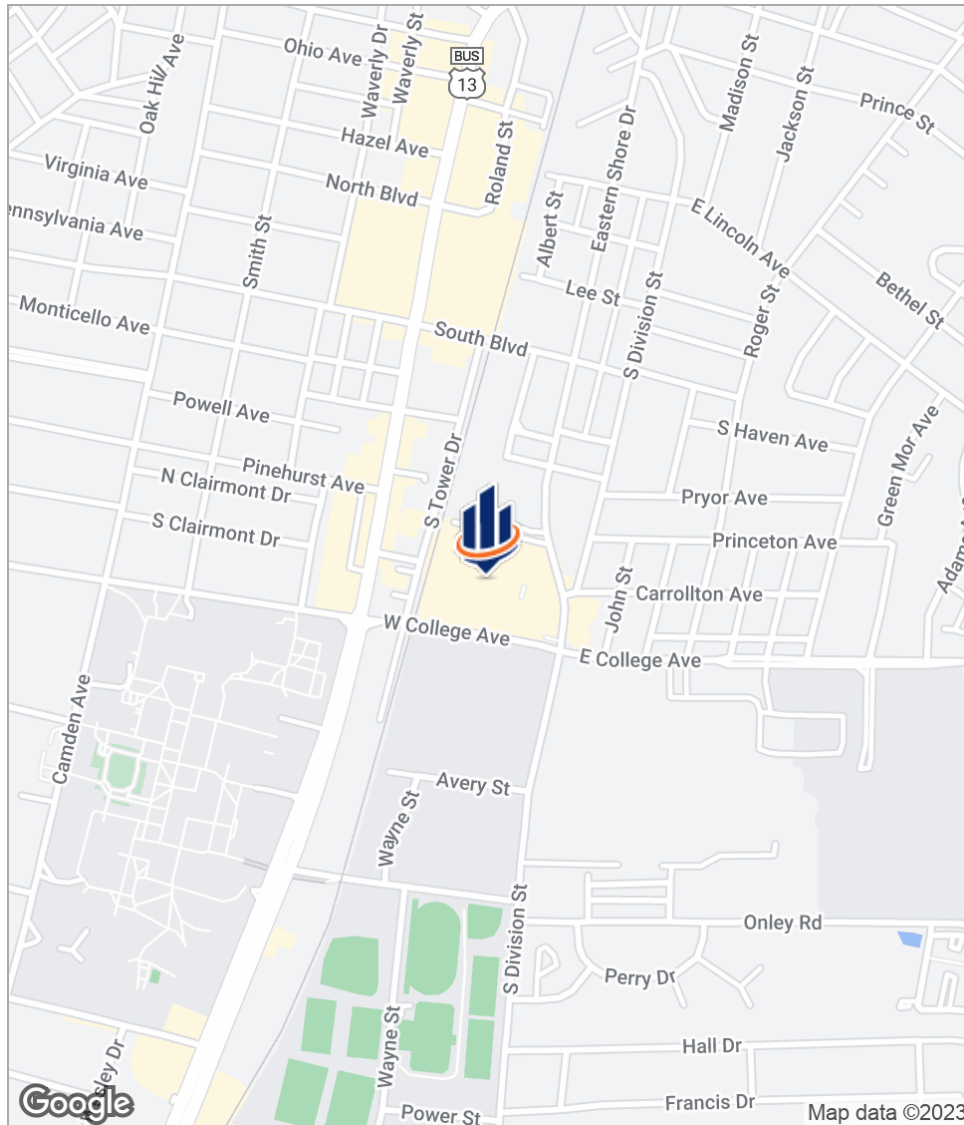 Ohio Ave
Waverly Dr
Waverly St
BUS
13
Oak Hill Ave
Madison St
Jackson St
Prince St
Hazel Ave
Roland St
Eastern Shore Dr
Virginia Ave
North Blvd
Albert St
E Lincoln Ave
ennsylvania Ave
Smith St
Bethel St
Lee St
S Division St
Roger St
Monticello Ave
South Blvd
Powell Ave
S Haven Ave
Green Mor Ave
Pinehurst Ave
S Tower Dr
N Clairmont Dr
Pryor Ave
S Clairmont Dr
Princeton Ave
Carrollton Ave
John St
W College Ave
E College Ave
Camden Ave
Avery St
Wayne St
S Division St
Onley Rd
Perry Dr
Wayne St
Hall Dr
Francis Dr
Power St
Google
Map data ©2023